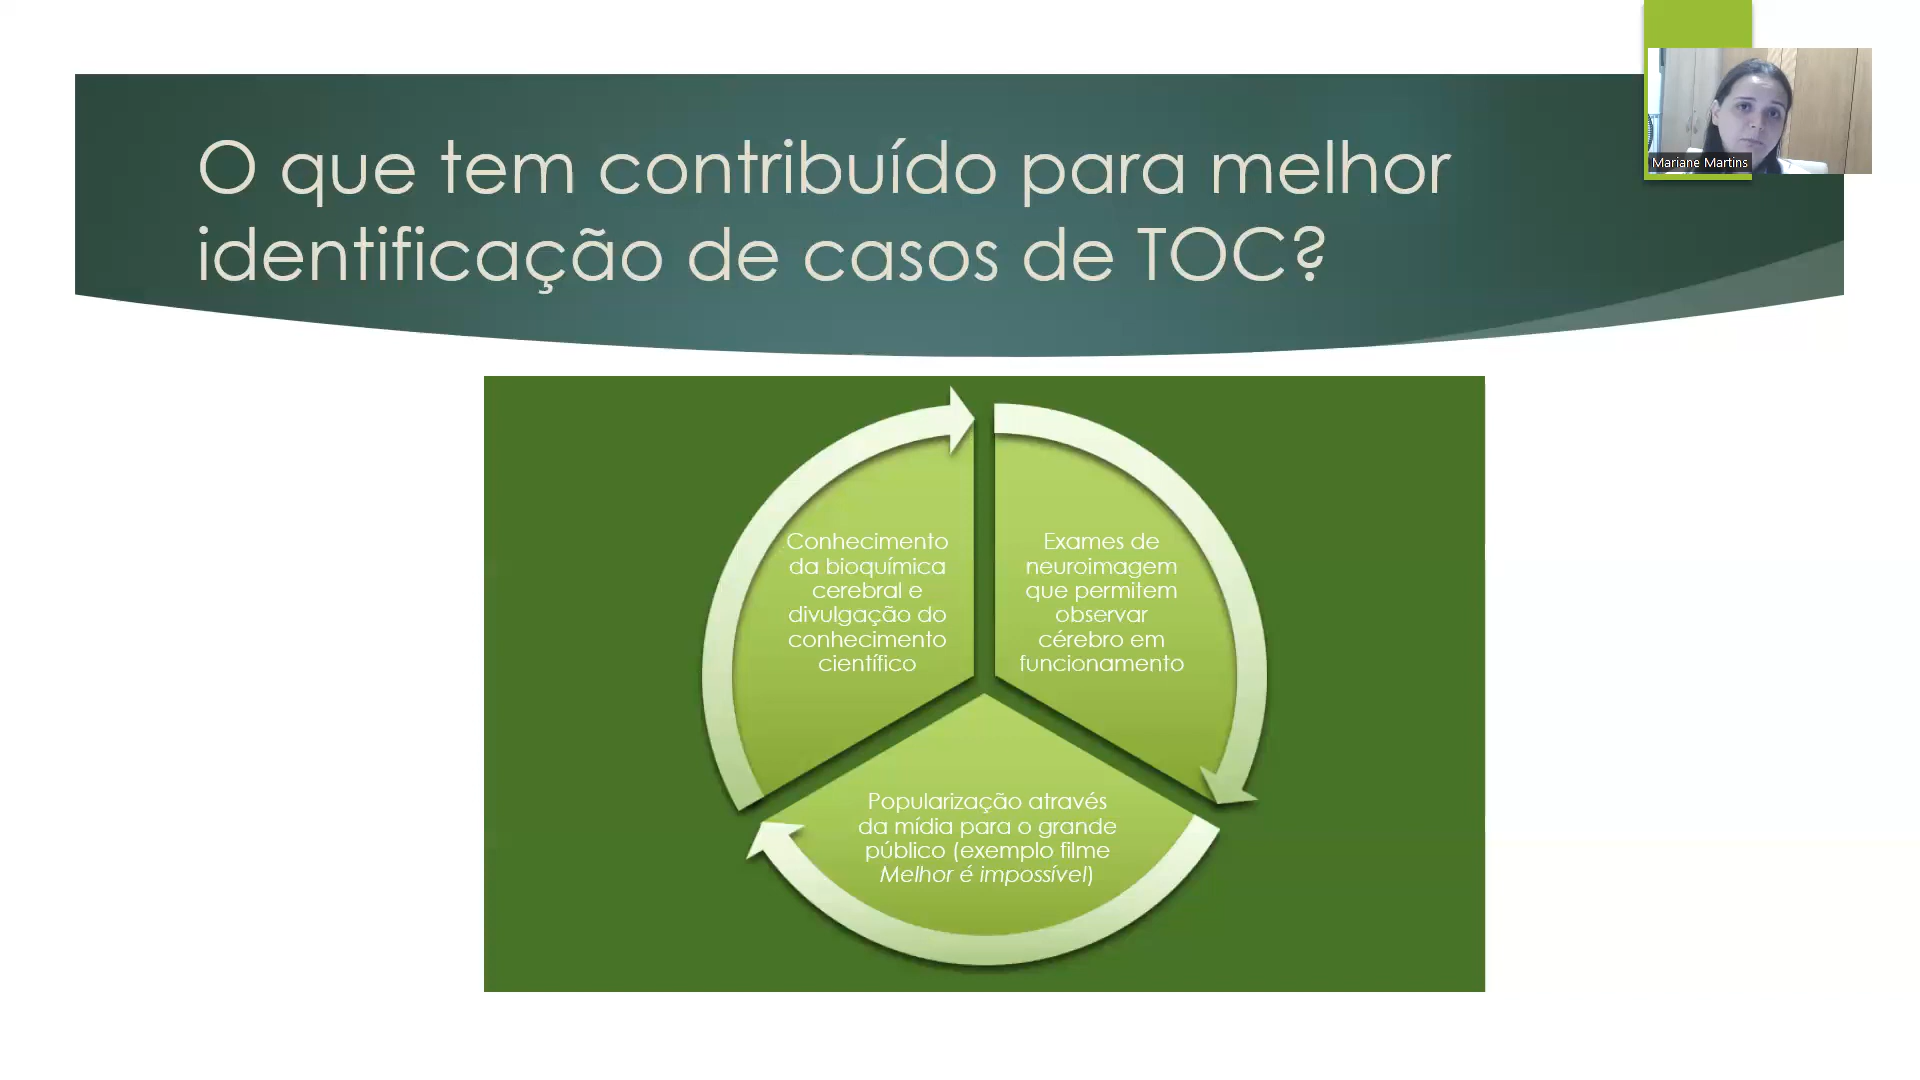 O que tem contribuído para melhor
identificação de casos de TOC?
Mariane Martins
Conhecimento
da bioquímica
cerebral e
divulgação do
conhecimento
científico
Exames de
neuroimagem
que permitem
observar
cérebro em
funcionamento
Popularização através
da mídia para o grande
público (exemplo filme
Melhor é impossível)